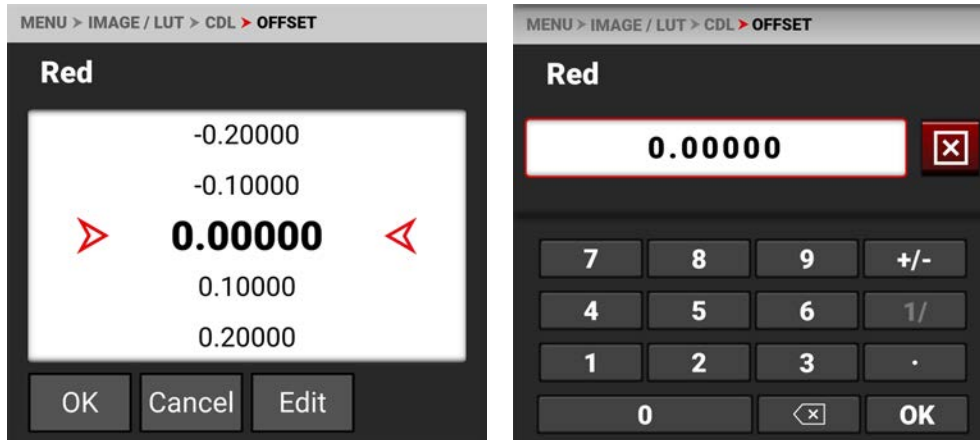 MENU > IMAGE / LUT > CDL > OFFSET
Red
-0.20000
-0.10000
0.00000
0.10000
0.20000
OK Cancel Edit
MENU > IMAGE / LUT > CDL > OFFSET
Red
0.00000
7 8 9 +/-
4 5 6 1/
1 2 3 .
0 OK